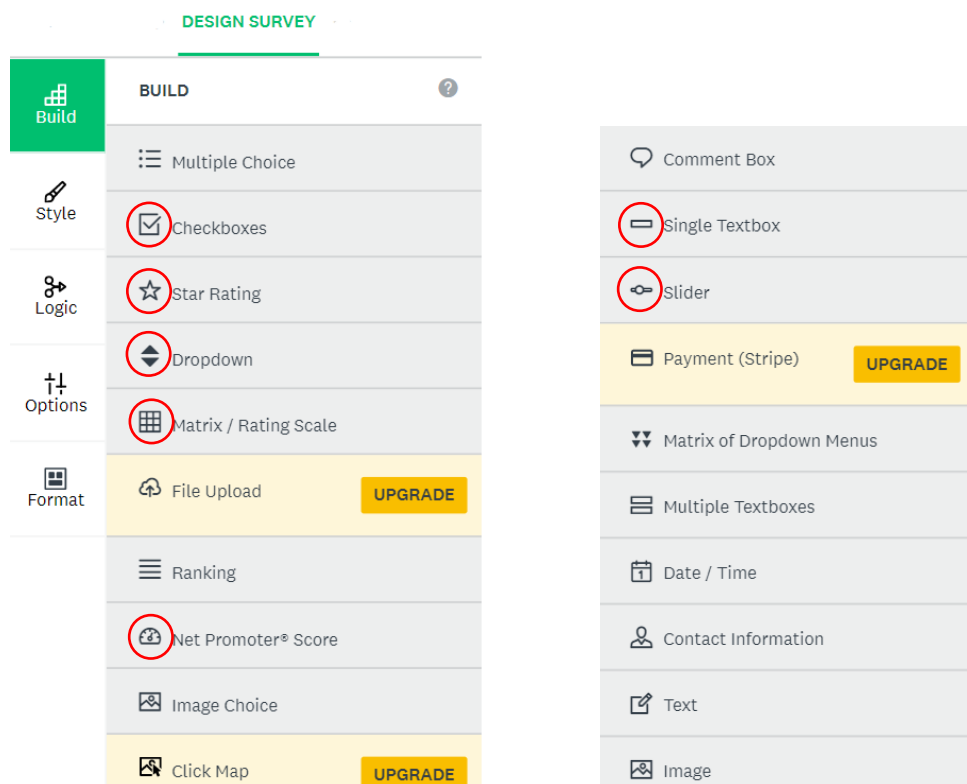 DESIGN SURVEY
Build
Style
Logic
Options
Format
BUILD
?
Multiple Choice
Checkboxes
Star Rating
Dropdown
Matrix / Rating Scale
File Upload
UPGRADE
Ranking
Net Promoter® Score
Image Choice
Click Map
UPGRADE
Comment Box
Single Textbox
Slider
Payment (Stripe)
UPGRADE
Matrix of Dropdown Menus
Multiple Textboxes
1
Date / Time
Contact Information
Text
Image